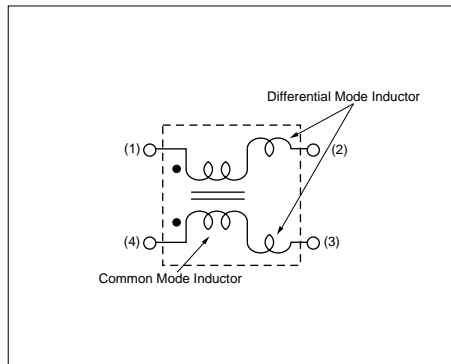 Differential Mode Inductor
(1)
(2)
(4)
(3)
Common Mode Inductor